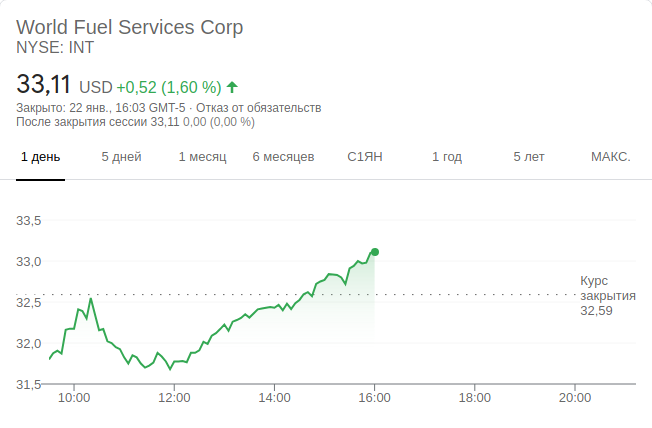 World Fuel Services Corp
NYSE: INT
33,11 USD +0,52 (1,60 %)
Закрыто: 22 янв., 16:03 GMT-5 · Отказ от обязательств
После закрытия сессии 33,11 0,00 (0,00 %)
1 день 5 дней 1 месяц 6 месяцев С1ЯН 1 год 5 лет МАКС.
33,5
33,0
Курс
закрытия
32,59
32,5
32,0
31,5
10:00 12:00 14:00 16:00 18:00 20:00